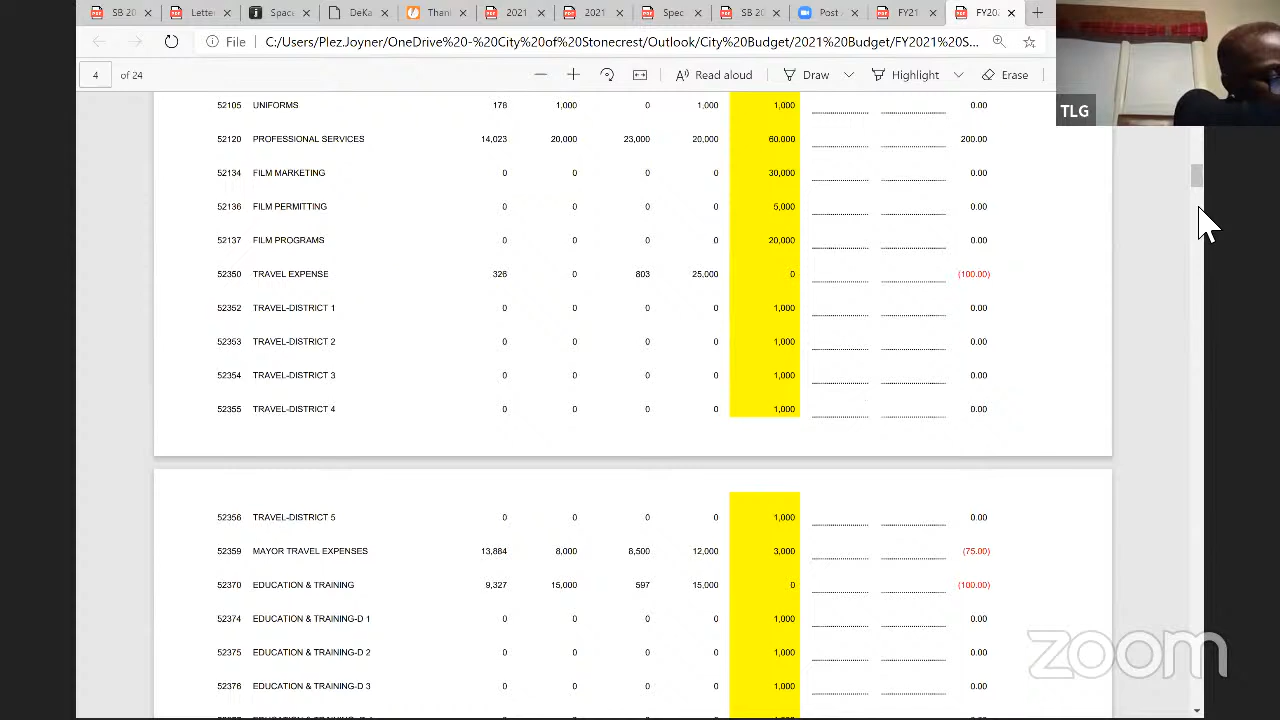 SB 20 Letter Spac C Than 20 2021 Spec SB 2 Post FY21 FY20
File C:/Users/Plez.Joyner/OneDrive%20-%20City%20of%20Stonecrest/Outlook/City%20Budget/2021%20Budget/FY2021%20S...
4 of 24 Read aloud Draw Highlight Erase
TLG
52105 UNIFORMS 178 1,000 0 1,000 1,000 0.00
52120 PROFESSIONAL SERVICES 14,023 20,000 23,000 20,000 60,000 200.00
52134 FILM MARKETING 0 0 0 0 30,000 0.00
52136 FILM PERMITTING 0 0 0 0 5,000 0.00
52137 FILM PROGRAMS 0 0 0 0 20,000 0.00
52350 TRAVEL EXPENSE 326 0 803 25,000 0 (100.00)
52352 TRAVEL-DISTRICT 1 0 0 0 0 1,000 0.00
52353 TRAVEL-DISTRICT 2 0 0 0 0 1,000 0.00
52354 TRAVEL-DISTRICT 3 0 0 0 0 1,000 0.00
52355 TRAVEL-DISTRICT 4 0 0 0 0 1,000 0.00
52356 TRAVEL-DISTRICT 5 0 0 0 0 1,000 0.00
52369 MAYOR TRAVEL EXPENSES 13,884 8,000 8,500 12,000 3,000 (75.00)
52370 EDUCATION & TRAINING 9,327 15,000 597 15,000 0 (100.00)
52374 EDUCATION & TRAINING-D 1 0 0 0 1,000 0.00
52375 EDUCATION & TRAINING-D 2 0 0 0 1,000 0.00
52376 EDUCATION & TRAINING-D 3 0 0 0 1,000 0.00
zoom